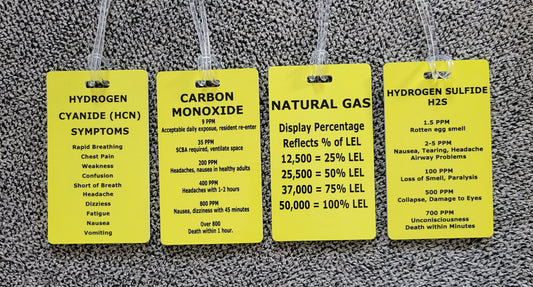 HYDROGEN
CYANIDE (HCN)
SYMPTOMS
Rapid Breathing
Chest Pain
Weakness
Confusion
Short of Breath
Headache
Dizziess
Fatigue
Nausea
Vomiting
CARBON
MONOXIDE
9 PPM
Acceptable daily exposure, resident re-enter
35 PPM
SCBA required, ventilate space
200 PPM
Headaches, nausea in healthy adults
400 PPM
Headaches with 1-2 hours
800 PPM
Nausea, dizziness with 45 minutes
Over 800
Death within 1 hour.
NATURAL GAS
Display Percentage
Reflects % of LEL
12,500 = 25% LEL
25,500 = 50% LEL
37,000 = 75% LEL
50,000 = 100% LEL
HYDROGEN SULFIDE
H2S
1.5 PPM
Rotten egg smell
2-5 PPM
Nausea, Tearing, Headache
Airway Problems
100 PPM
Loss of Smell, Paralysis
500 PPM
Collapse, Damage to Eyes
700 PPM
Unconsciousness
Death within Minutes